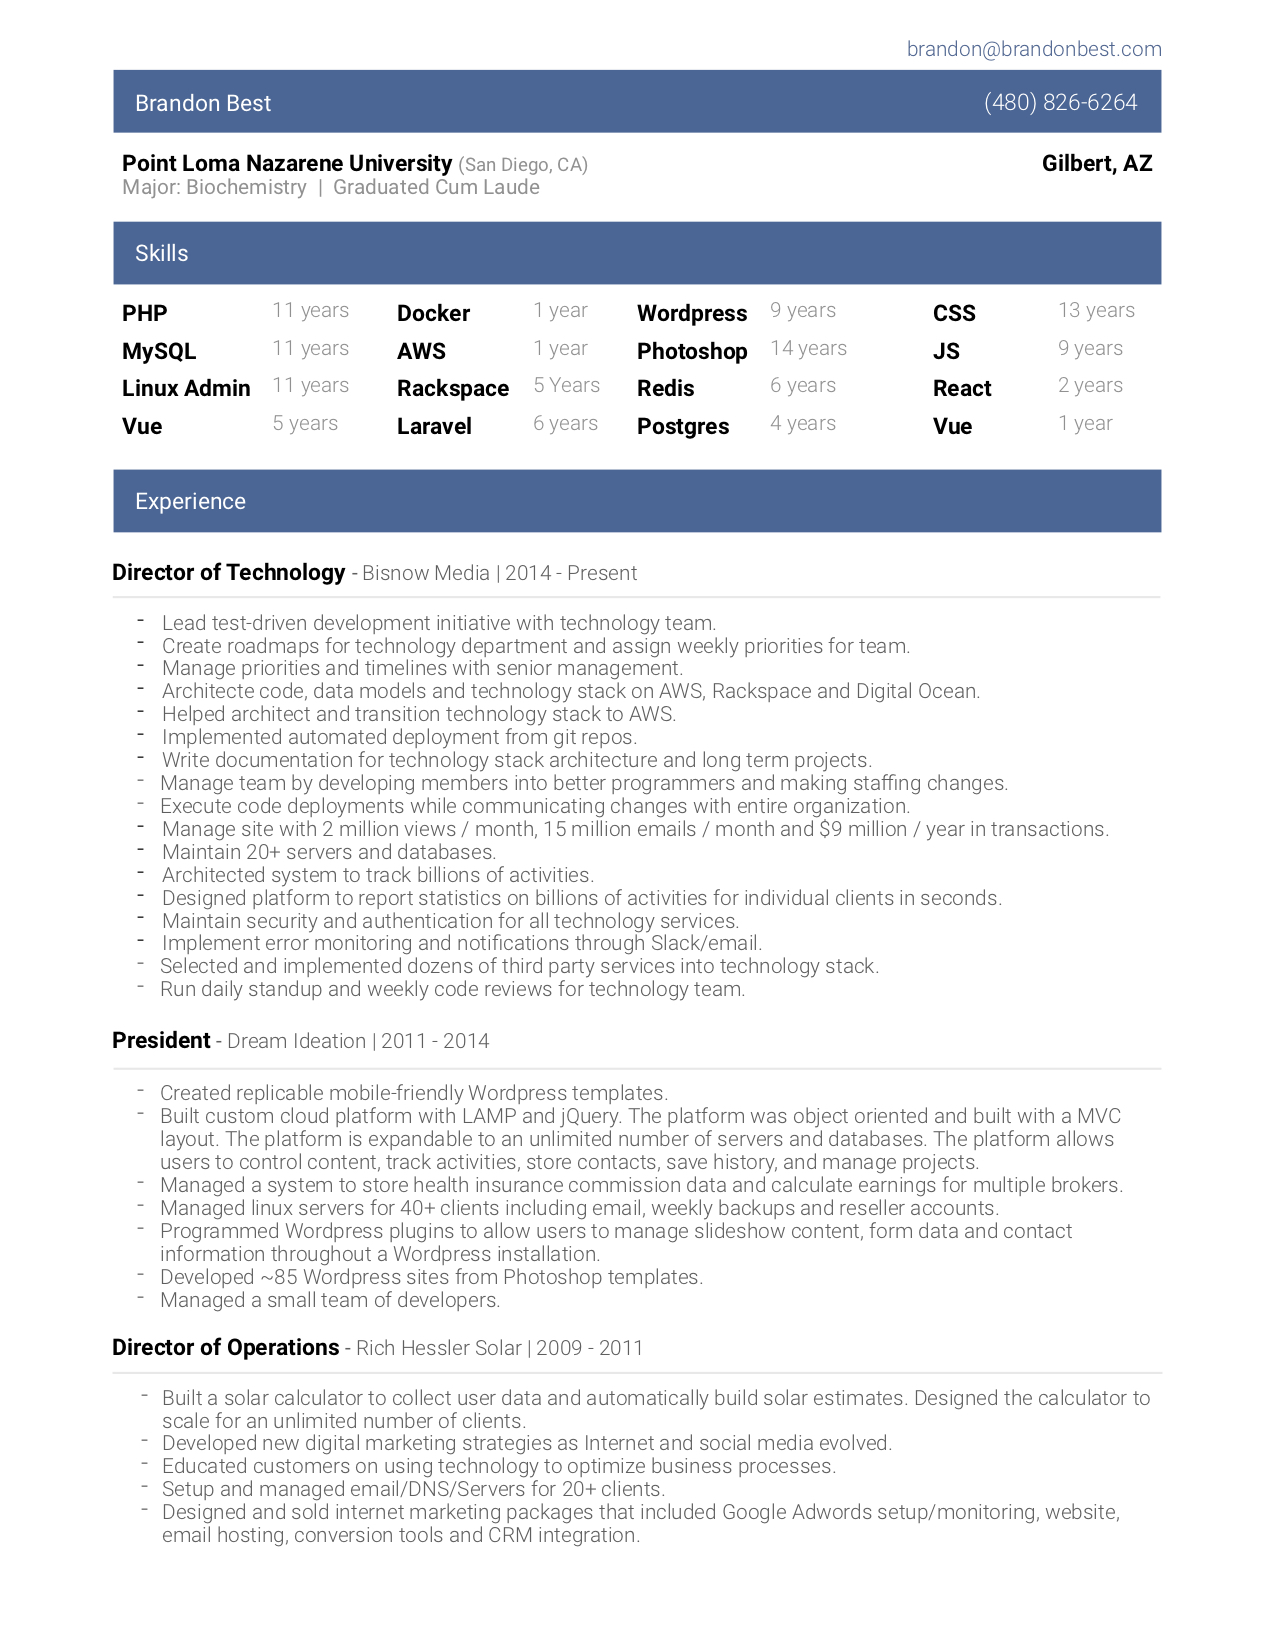 brandon@brandonbest.com
Brandon Best (480) 826-6264
Point Loma Nazarene University (San Diego, CA) Gilbert, AZ
Major: Biochemistry | Graduated Cum Laude
Skills
PHP 11 years Docker 1 year Wordpress 9 years CSS 13 years
MySQL 11 years AWS 1 year Photoshop 14 years JS 9 years
Linux Admin 11 years Rackspace 5 Years Redis 6 years React 2 years
Vue 5 years Laravel 6 years Postgres 4 years Vue 1 year
Experience
Director of Technology - Bisnow Media | 2014 - Present
- Lead test-driven development initiative with technology team.
- Create roadmaps for technology department and assign weekly priorities for team.
- Manage priorities and timelines with senior management.
- Architecte code, data models and technology stack on AWS, Rackspace and Digital Ocean.
- Helped architect and transition technology stack to AWS.
- Implemented automated deployment from git repos.
- Write documentation for technology stack architecture and long term projects.
- Manage team by developing members into better programmers and making staffing changes.
- Execute code deployments while communicating changes with entire organization.
- Manage site with 2 million views / month, 15 million emails / month and $9 million / year in transactions.
- Maintain 20+ servers and databases.
- Architected system to track billions of activities.
- Designed platform to report statistics on billions of activities for individual clients in seconds.
- Maintain security and authentication for all technology services.
- Implement error monitoring and notifications through Slack/email.
- Selected and implemented dozens of third party services into technology stack.
- Run daily standup and weekly code reviews for technology team.
President - Dream Ideation | 2011 - 2014
- Created replicable mobile-friendly Wordpress templates.
- Built custom cloud platform with LAMP and jQuery. The platform was object oriented and built with a MVC
layout. The platform is expandable to an unlimited number of servers and databases. The platform allows
users to control content, track activities, store contacts, save history, and manage projects.
- Managed a system to store health insurance commission data and calculate earnings for multiple brokers.
- Managed linux servers for 40+ clients including email, weekly backups and reseller accounts.
- Programmed Wordpress plugins to allow users to manage slideshow content, form data and contact
information throughout a Wordpress installation.
- Developed ~85 Wordpress sites from Photoshop templates.
- Managed a small team of developers.
Director of Operations - Rich Hessler Solar | 2009 - 2011
- Built a solar calculator to collect user data and automatically build solar estimates. Designed the calculator to
scale for an unlimited number of clients.
- Developed new digital marketing strategies as Internet and social media evolved.
- Educated customers on using technology to optimize business processes.
- Setup and managed email/DNS/Servers for 20+ clients.
- Designed and sold internet marketing packages that included Google Adwords setup/monitoring, website,
email hosting, conversion tools and CRM integration.